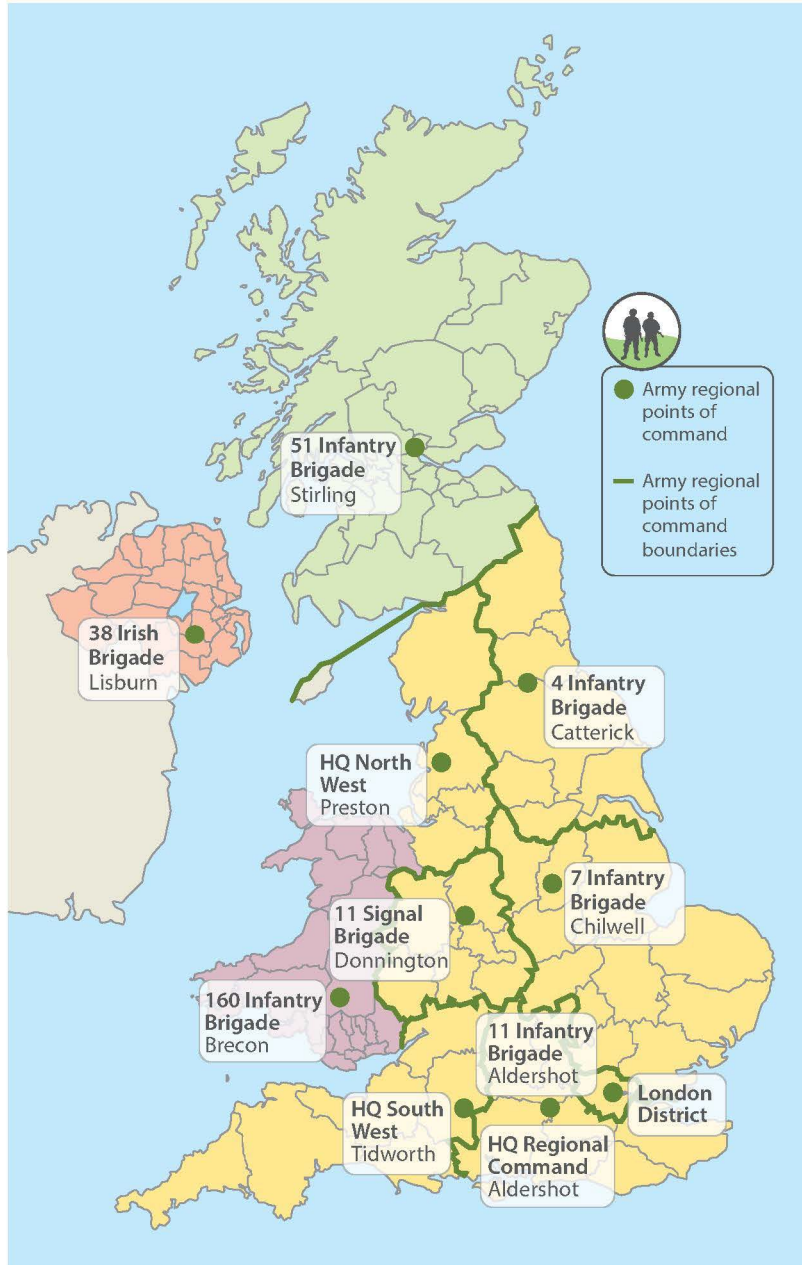 Army regional
points of
command
Army regional
points of
command
boundaries
51 Infantry
Brigade
Stirling
38 Irish
Brigade
Lisburn
4 Infantry
Brigade
Catterick
HQ North
West
Preston
7 Infantry
Brigade
Chilwell
11 Signal
Brigade
Donnington
160 Infantry
Brigade
Brecon
11 Infantry
Brigade
Aldershot
London
District
HQ South
West
Tidworth
HQ Regional
Command
Aldershot